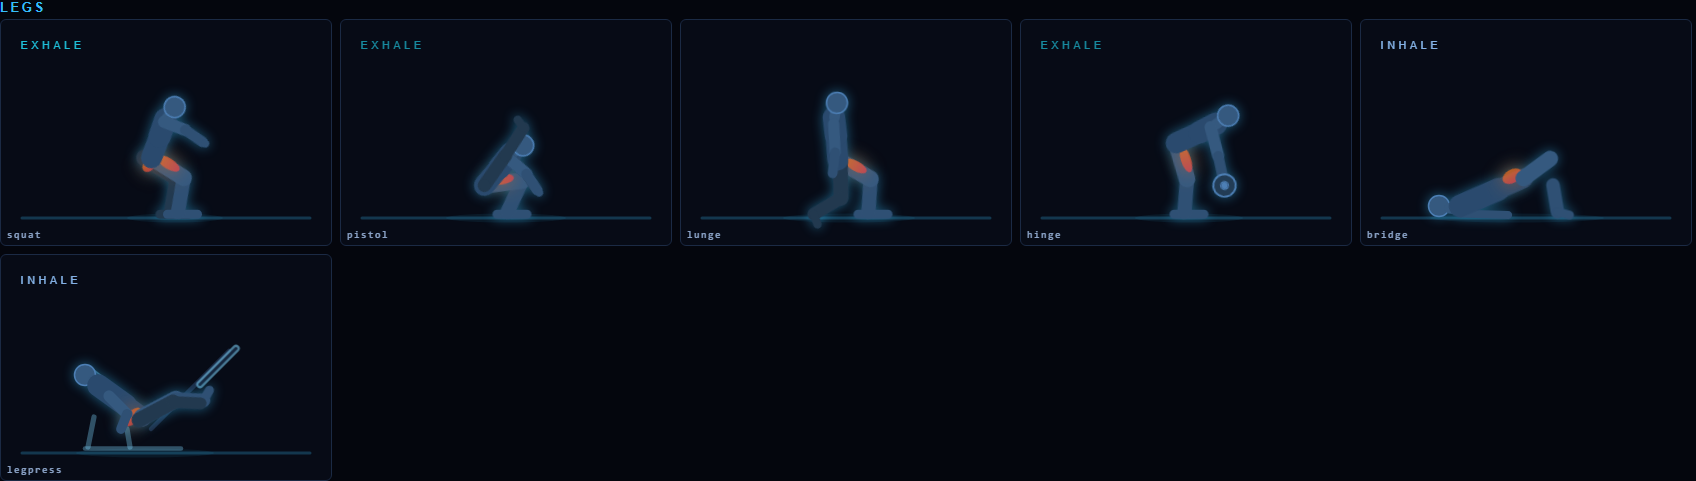 LEGS
EXHALE
squat
EXHALE
pistol
lunge
EXHALE
hinge
INHALE
bridge
INHALE
legpress